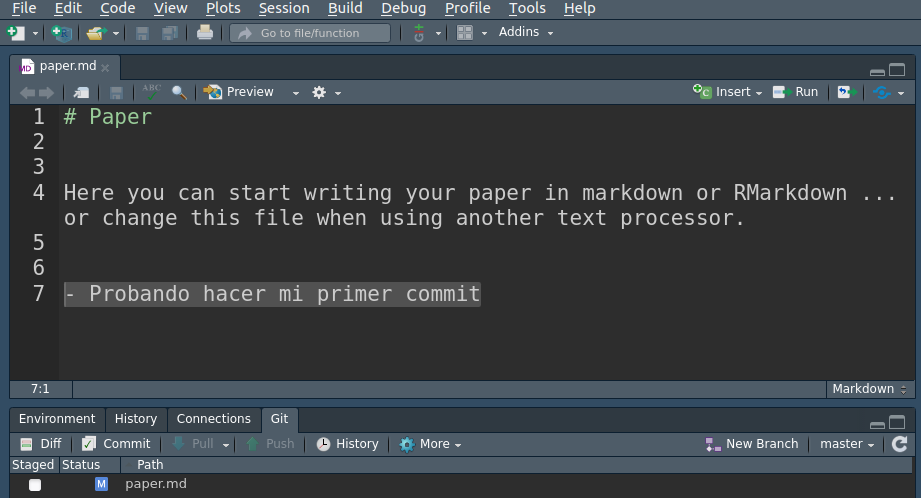 File Edit Code View Plots Session Build Debug Profile Tools Help
Go to file/function Addins
paper.md
ABC Preview Insert Run
1 # Paper
2
3
4 Here you can start writing your paper in markdown or RMarkdown ...
or change this file when using another text processor.
5
6
7 - Probando hacer mi primer commit
7:1 Markdown
Environment History Connections Git
Diff Commit Pull Push History More New Branch master
Staged Status Path
M paper.md